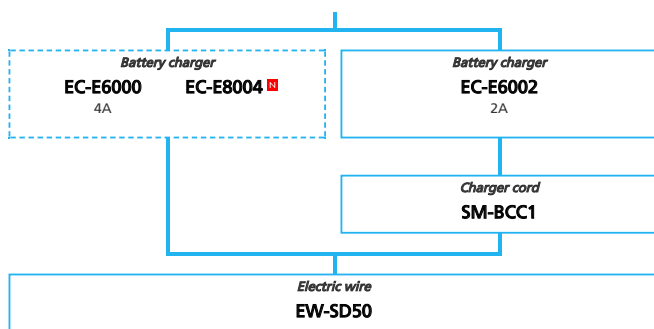 Battery charger
EC-E6000 EC-E8004 N
4A
Battery charger
EC-E6002
2A
Charger cord
SM-BCC1
Electric wire
EW-SD50